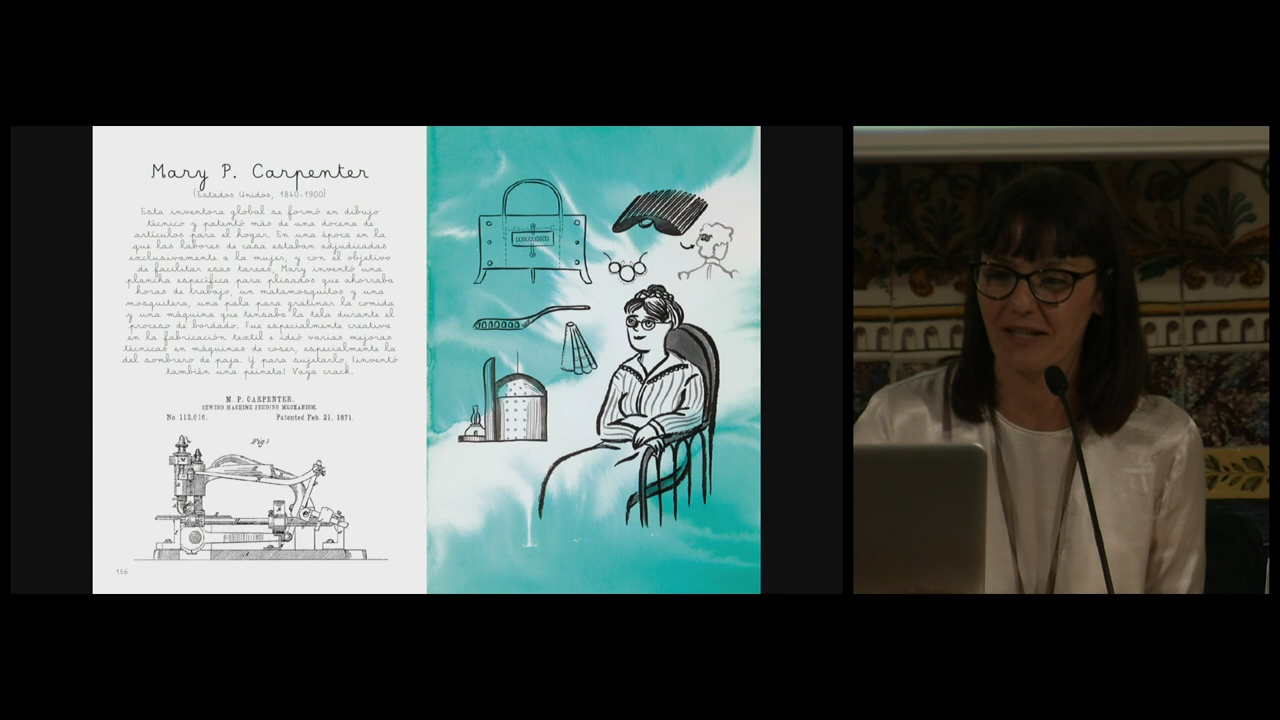 Mary P. Carpenter
(Estados Unidos, 1840-1900)
Esta inventora global se formó en dibujo
técnico y patentó más de una docena de
artículos para el hogar. En una época en la
que las labores de casa estaban adjudicadas
exclusivamente a la mujer, y con el objetivo
de facilitar esas tareas, Mary inventó una
plancha específica para plisados que ahorraba
horas de trabajo, un matamosquitos y una
mosquitera, una pala para gratinar la comida
y una máquina que tensaba la tela durante el
proceso de bordado. Fue especialmente creativa
en la fabricación textil e ideó varias mejoras
técnicas en máquinas de coser, especialmente la
del sombrero de paja. Y para sujetarlo, ¡inventó
también una peineta! Vaya crack.
M. P. CARPENTER.
SEWING MACHINE FEEDING MECHANISM.
No. 112,016. Patented Feb. 21, 1871.
Fig 1
156